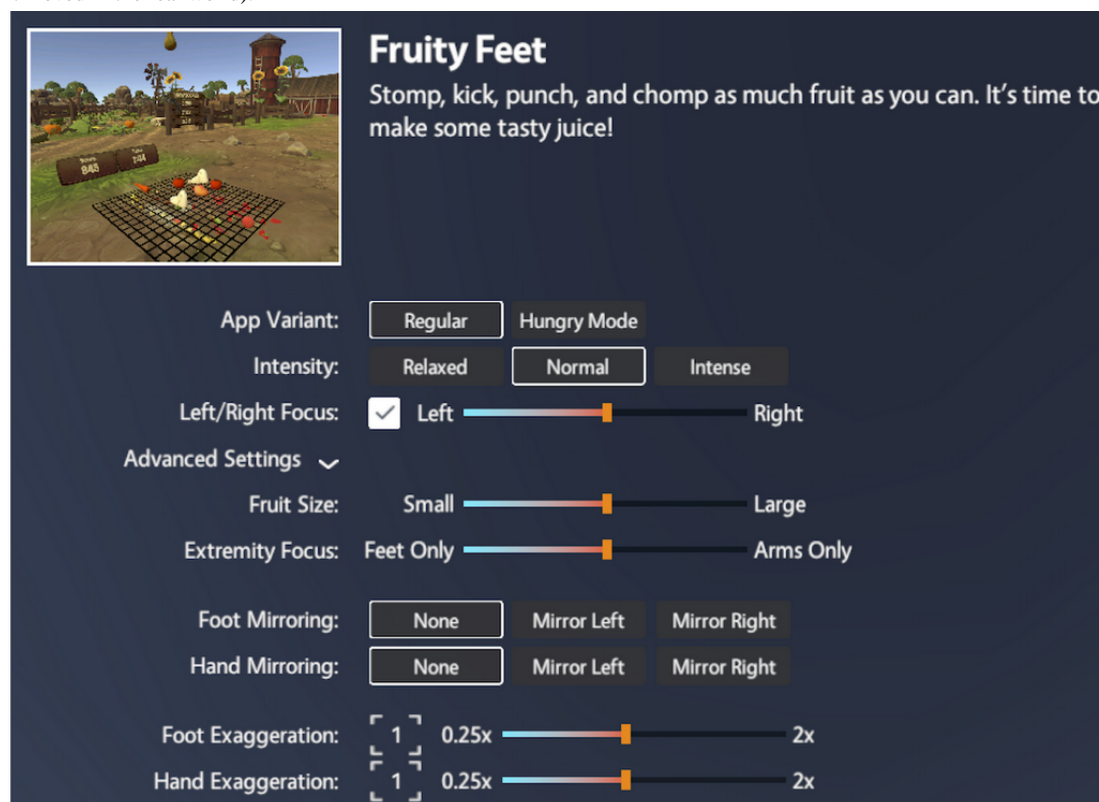 Fruity Feet
Stomp, kick, punch, and chomp as much fruit as you can. It's time to
make some tasty juice!
App Variant: Regular Hungry Mode
Intensity: Relaxed Normal Intense
Left/Right Focus: Left Right
Advanced Settings
Fruit Size: Small Large
Extremity Focus: Feet Only Arms Only
Foot Mirroring: None Mirror Left Mirror Right
Hand Mirroring: None Mirror Left Mirror Right
Foot Exaggeration: 1 0.25x 2x
Hand Exaggeration: 1 0.25x 2x